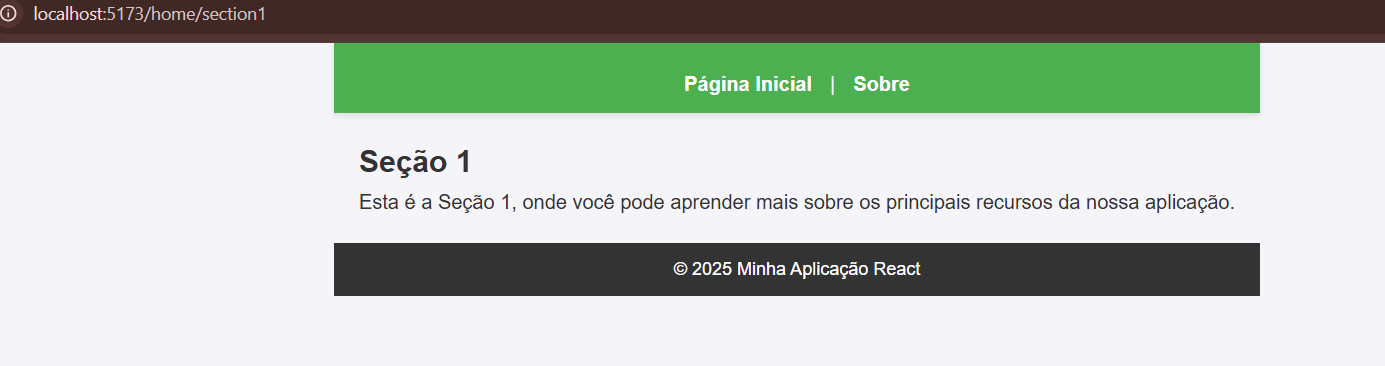 localhost:5173/home/section1
Página Inicial | Sobre
Seção 1
Esta é a Seção 1, onde você pode aprender mais sobre os principais recursos da nossa aplicação.
© 2025 Minha Aplicação React